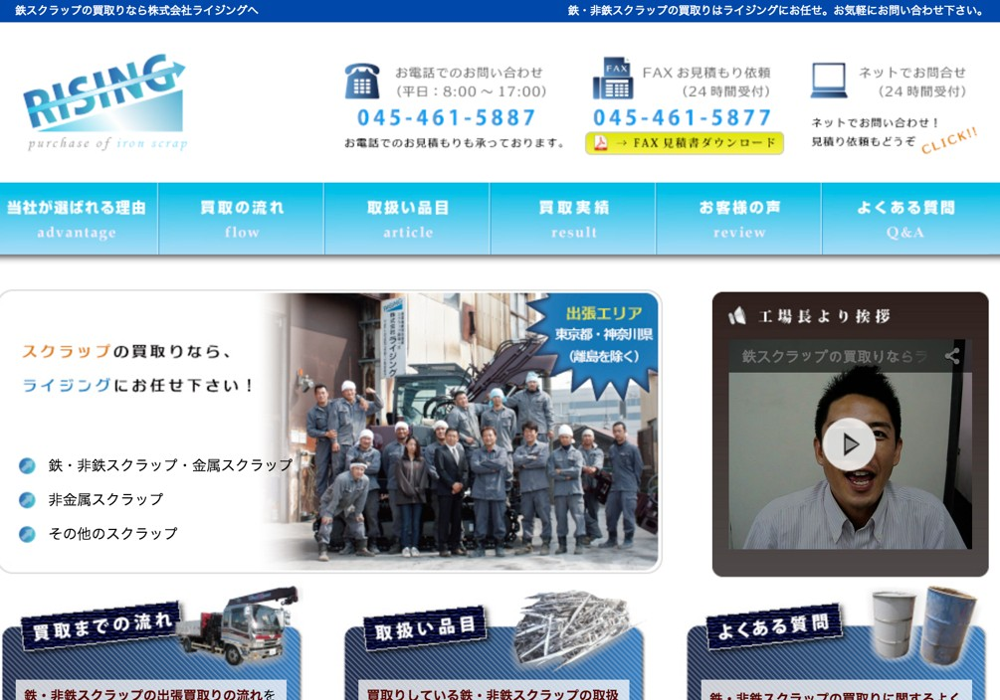 鉄スクラップの買取りなら株式会社ライジングへ
鉄・非鉄スクラップの買取りはライジングにお任せ。お気軽にお問い合わせ下さい。
RISING
purchase of iron scrap
お電話でのお問い合わせ
（平日：8:00 〜 17:00）
045-461-5887
お電話でのお見積もりも承っております。
FAX
FAX お見積もり依頼
（24 時間受付）
045-461-5877
→ FAX 見積書ダウンロード
ネットでお問合せ
（24 時間受付）
ネットでお問い合わせ！
見積り依頼もどうぞ
CLICK!!
当社が選ばれる理由
advantage
買取の流れ
flow
取扱い品目
article
買取実績
result
お客様の声
review
よくある質問
Q&A
スクラップの買取りなら、
ライジングにお任せ下さい！
鉄・非鉄スクラップ・金属スクラップ
非金属スクラップ
その他のスクラップ
株式会社ライジング
出張エリア
東京都・神奈川県
（離島を除く）
工場長より挨拶
鉄スクラップの買取りならラ
買取までの流れ
取扱い品目
よくある質問
鉄・非鉄スクラップの出張買取りの流れを
買取りしている鉄・非鉄スクラップの取扱
鉄・非鉄スクラップの買取りに関するよく